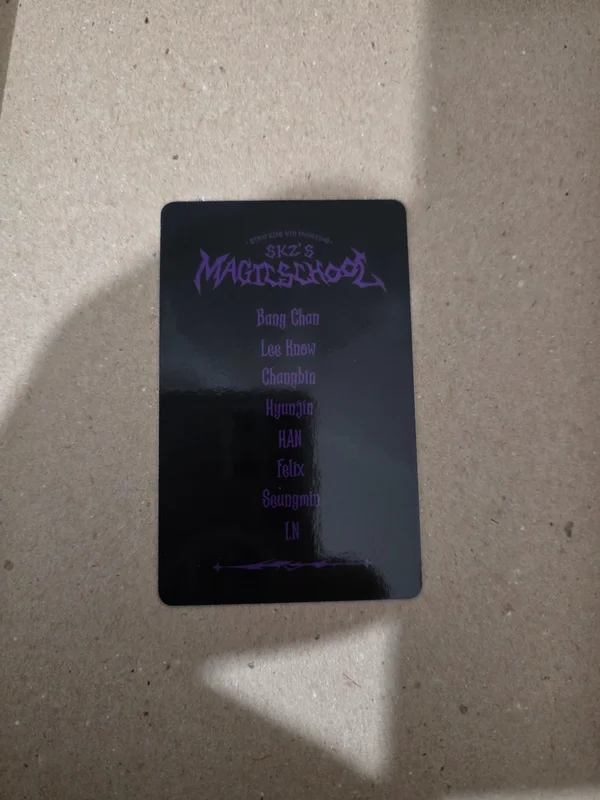 SKZ'S
MAGIC SCHOOL
Bang Chan
Lee Know
Changbin
Hyunjin
HAN
Felix
Seungmin
I.N